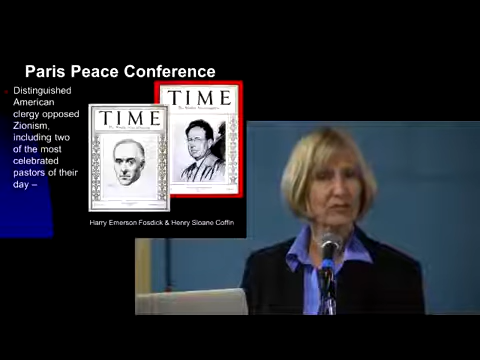 Paris Peace Conference
Distinguished
American
clergy opposed
Zionism,
including two
of the most
celebrated
pastors of their
day –
TIME
TIME
Harry Emerson Fosdick & Henry Sloane Coffin